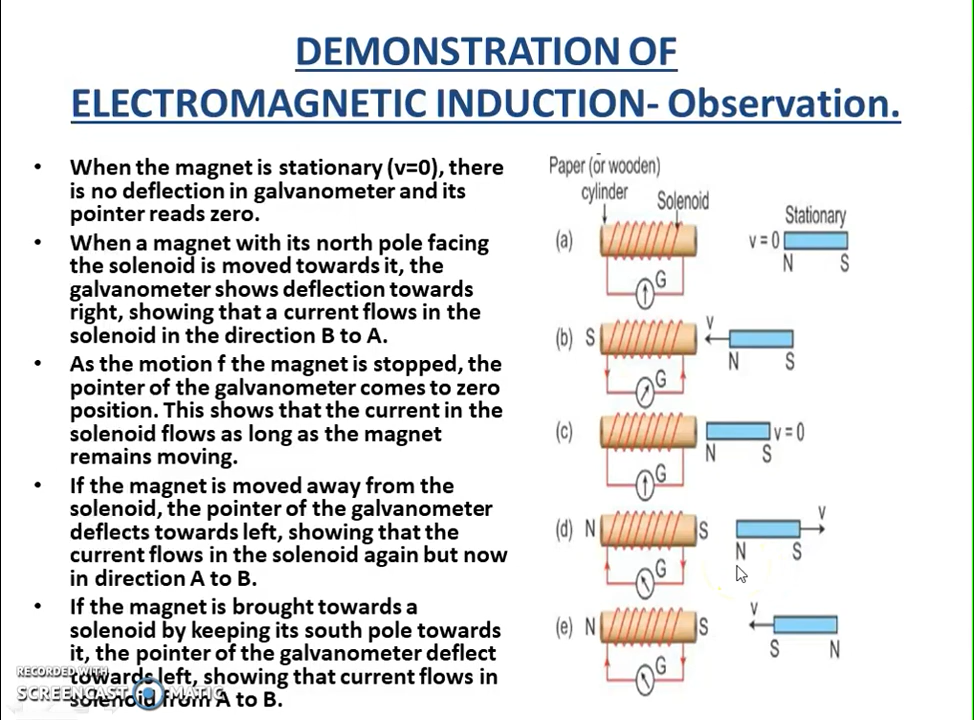 DEMONSTRATION OF
ELECTROMAGNETIC INDUCTION- Observation.
• When the magnet is stationary (v=0), there
is no deflection in galvanometer and its
pointer reads zero.
• When a magnet with its north pole facing
the solenoid is moved towards it, the
galvanometer shows deflection towards
right, showing that a current flows in the
solenoid in the direction B to A.
• As the motion f the magnet is stopped, the
pointer of the galvanometer comes to zero
position. This shows that the current in the
solenoid flows as long as the magnet
remains moving.
• If the magnet is moved away from the
solenoid, the pointer of the galvanometer
deflects towards left, showing that the
current flows in the solenoid again but now
in direction A to B.
• If the magnet is brought towards a
solenoid by keeping its south pole towards
it, the pointer of the galvanometer deflect
towards left, showing that current flows in
solenoid from A to B.
RECORDED WITH
SCREENCAST MATIC
Paper (or wooden)
cylinder
Solenoid
Stationary
(a)
v = 0
N S
G
(b) S
v
N S
G
(c)
v = 0
N S
G
(d) N S
v
N S
G
(e) N S
v
S N
G